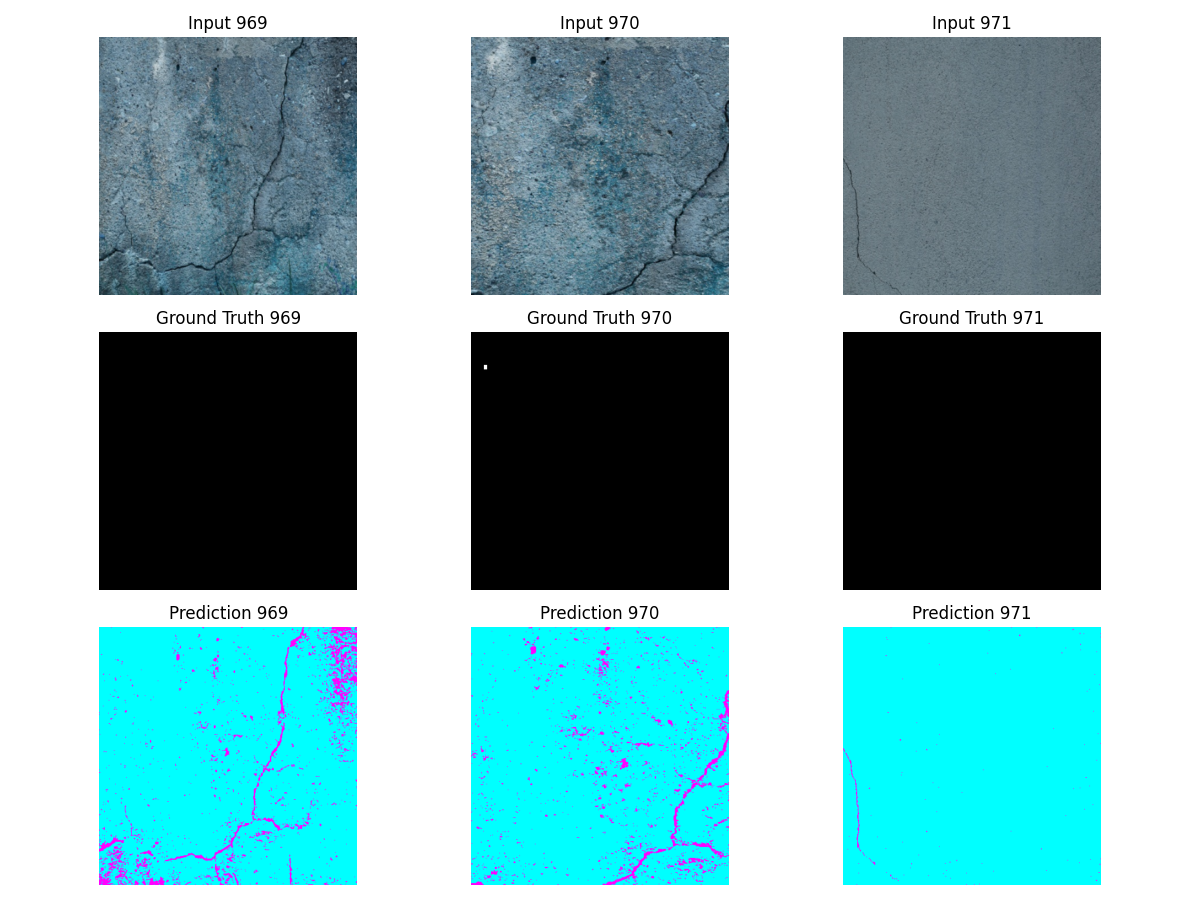 Input 969
Input 970
Input 971
Ground Truth 969
Ground Truth 970
Ground Truth 971
Prediction 969
Prediction 970
Prediction 971